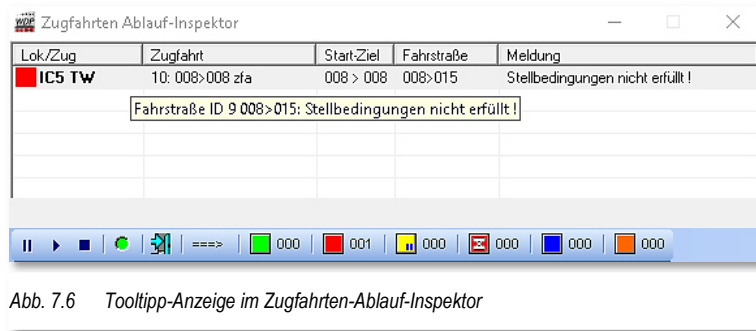 WDP Zugfahrten Ablauf-Inspektor
Lok/Zug Zugfahrt Start-Ziel Fahrstraße Meldung
IC5 TW 10: 008>008 zfa 008 > 008 008>015 Stellbedingungen nicht erfüllt !
Fahrstraße ID 9 008>015: Stellbedingungen nicht erfüllt !
===> 000 001 000 000 000 000
Abb. 7.6 Tooltipp-Anzeige im Zugfahrten-Ablauf-Inspektor